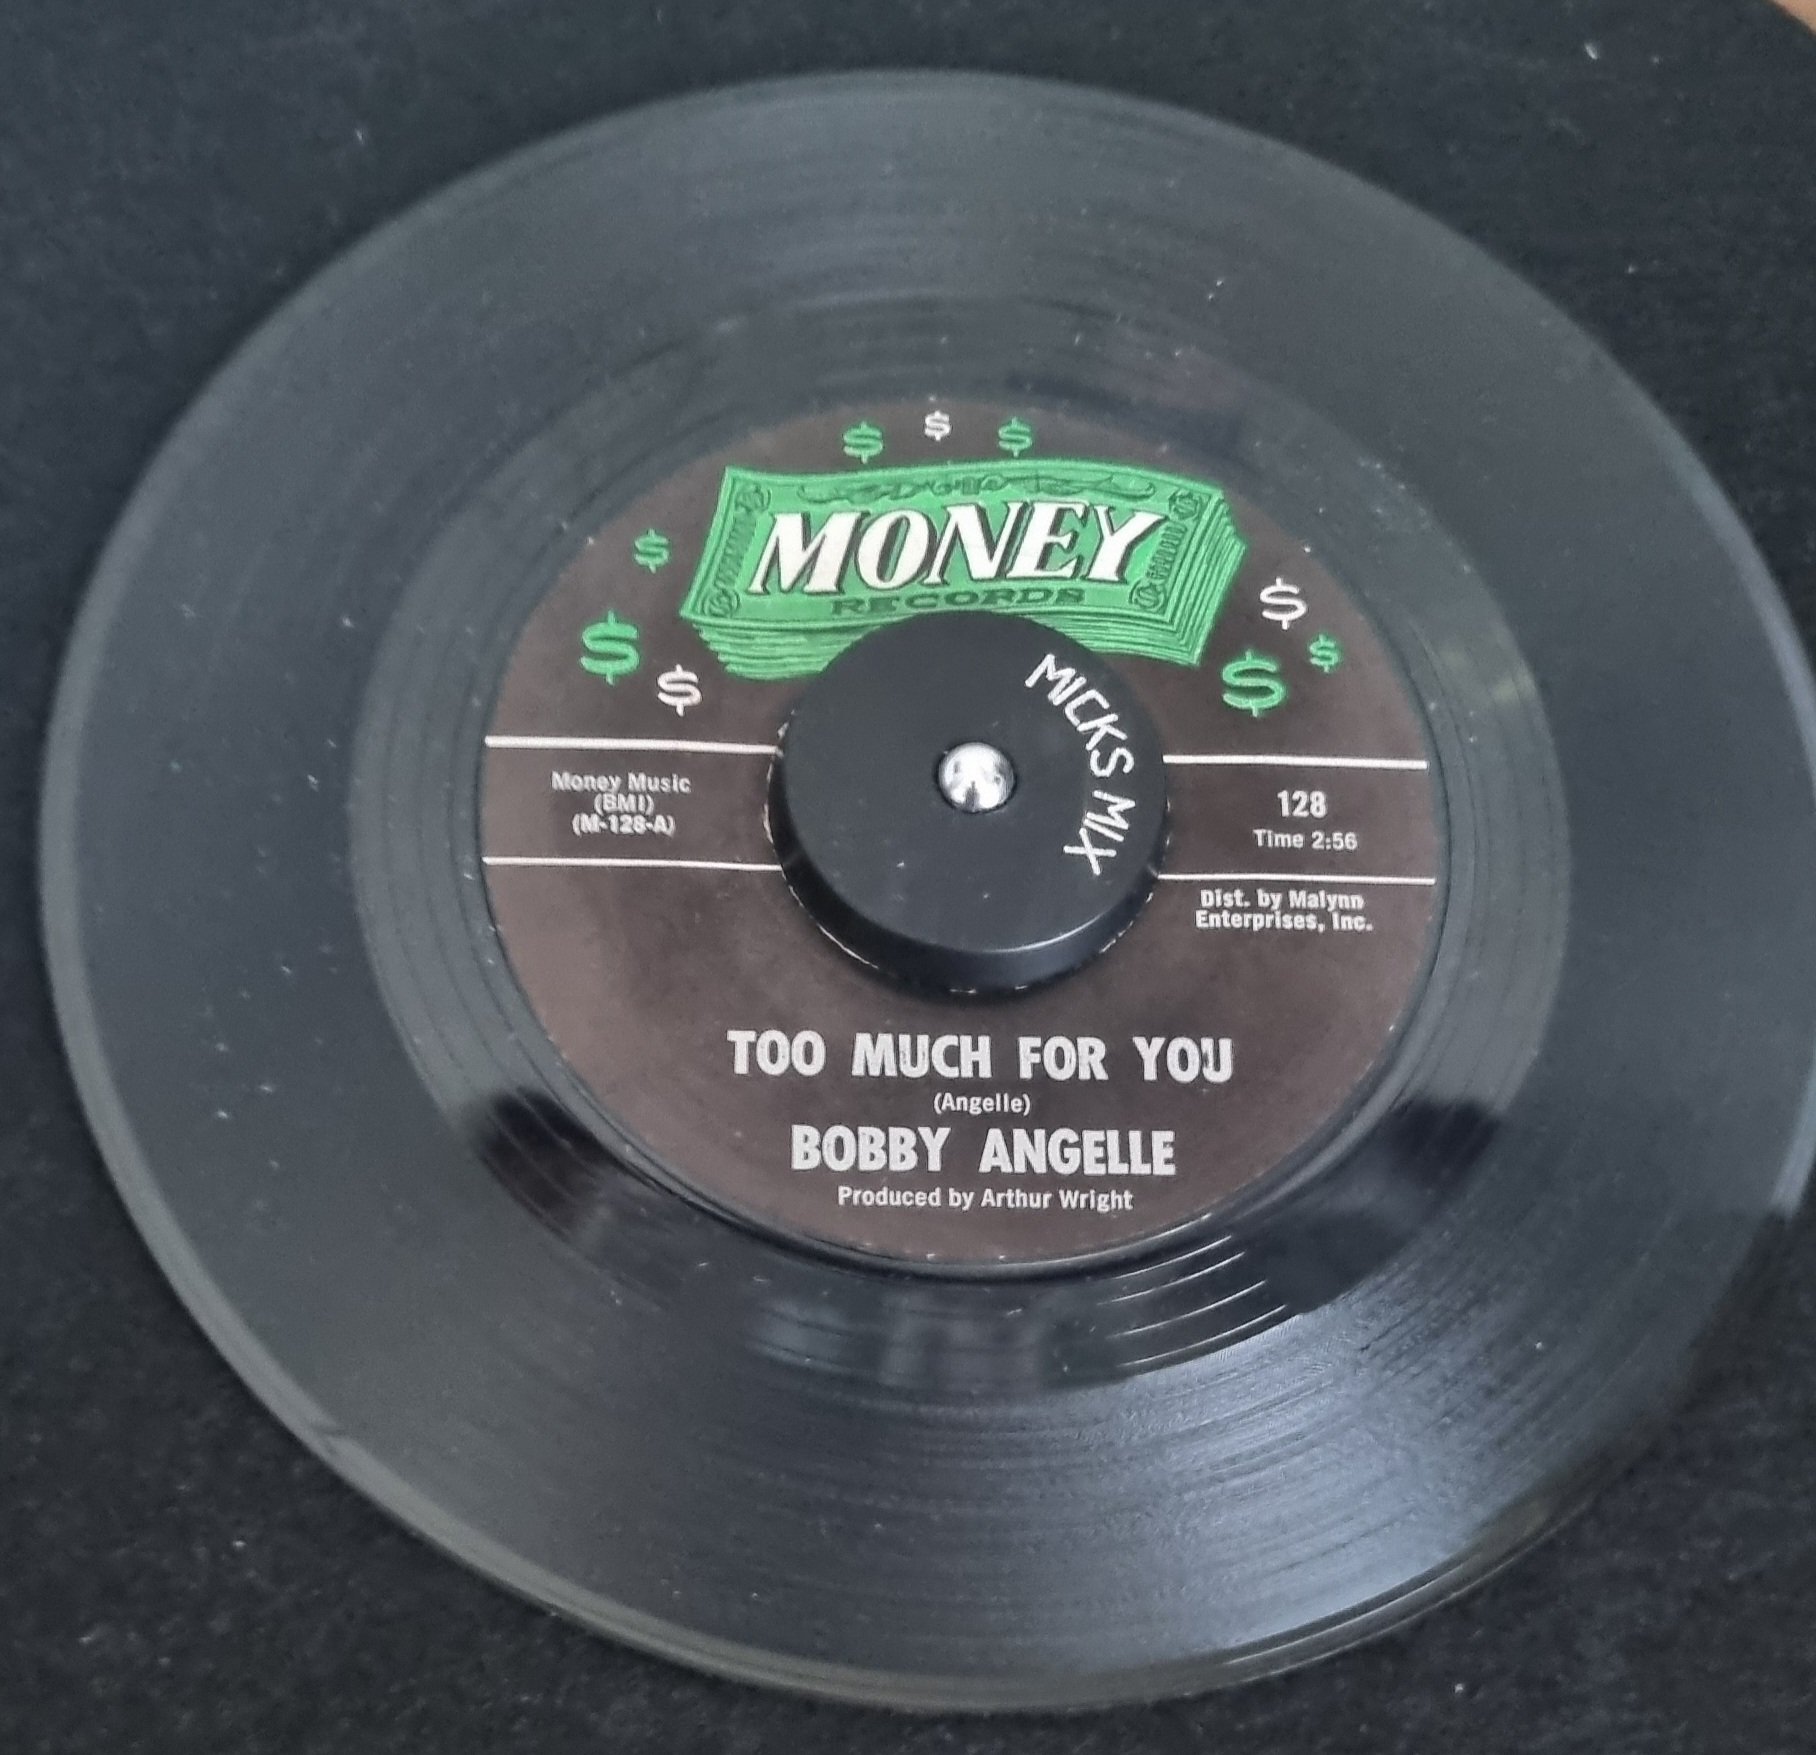 $ $ $
MONEY
RECORDS
$ $
$ $
$ $
MICKS MIX
Money Music
(BMI)
(M-128-A)
128
Time 2:56
Dist. by Malynn
Enterprises, Inc.
TOO MUCH FOR YOU
(Angelle)
BOBBY ANGELLE
Produced by Arthur Wright